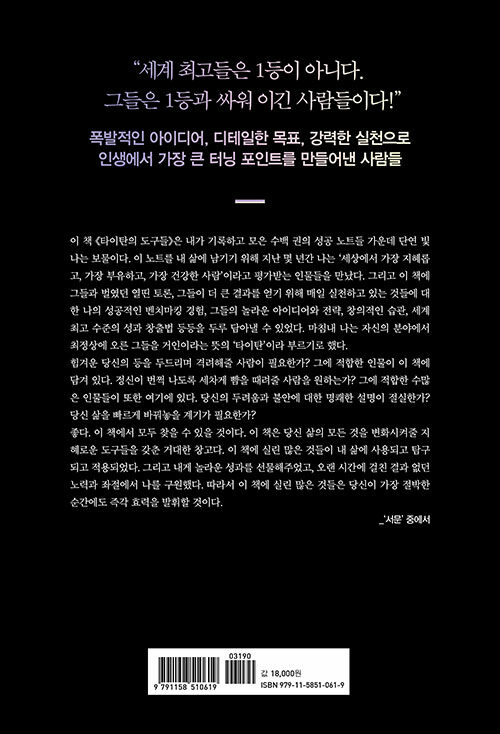 “세계 최고들은 1등이 아니다.
그들은 1등과 싸워 이긴 사람들이다!”
폭발적인 아이디어, 디테일한 목표, 강력한 실천으로
인생에서 가장 큰 터닝 포인트를 만들어낸 사람들
이 책 《타이탄의 도구들》은 내가 기록하고 모은 수백 권의 성공 노트들 가운데 단연 빛
나는 보물이다. 이 노트를 내 삶에 남기기 위해 지난 몇 년간 나는 ‘세상에서 가장 지혜롭
고, 가장 부유하고, 가장 건강한 사람’이라고 평가받는 인물들을 만났다. 그리고 이 책에
그들과 벌였던 열띤 토론, 그들이 더 큰 결과를 얻기 위해 매일 실천하고 있는 것들에 대
한 나의 성공적인 벤치마킹 경험, 그들의 놀라운 아이디어와 전략, 창의적인 습관, 세계
최고 수준의 성과 창출법 등등을 두루 담아낼 수 있었다. 마침내 나는 자신의 분야에서
최정상에 오른 그들을 거인이라는 뜻의 ‘타이탄’이라 부르기로 했다.
힘겨운 당신의 등을 두드리며 격려해줄 사람이 필요한가? 그에 적합한 인물이 이 책에
담겨 있다. 정신이 번쩍 나도록 세차게 뺨을 때려줄 사람을 원하는가? 그에 적합한 수많
은 인물들이 또한 여기에 있다. 당신의 두려움과 불안에 대한 명쾌한 설명이 절실한가?
당신 삶을 빠르게 바꿔놓을 계기가 필요한가?
좋다. 이 책에서 모두 찾을 수 있을 것이다. 이 책은 당신 삶의 모든 것을 변화시켜줄 지
혜로운 도구들을 갖춘 거대한 창고다. 이 책에 실린 많은 것들이 내 삶에 사용되고 탐구
되고 적용되었다. 그리고 내게 놀라운 성과를 선물해주었고, 오랜 시간에 걸친 결과 없던
노력과 좌절에서 나를 구원했다. 따라서 이 책에 실린 많은 것들은 당신이 가장 절박한
순간에도 즉각 효력을 발휘할 것이다.
_‘서문’ 중에서
03190
9 791158 510619
값 18,000원
ISBN 979-11-5851-061-9